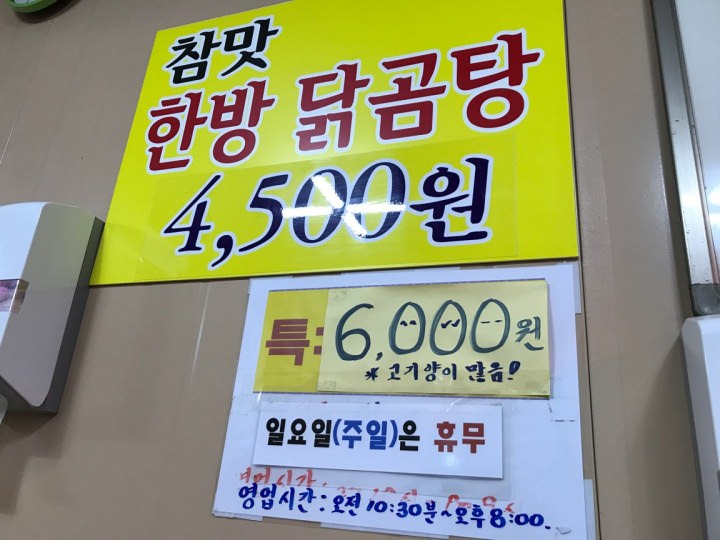 참맛
한방 닭곰탕
4,500원
특: 6,000원
* 고기양이 많음!
일요일(주일)은 휴무
영업시간 : 오전 10:30분~오후 8:00.